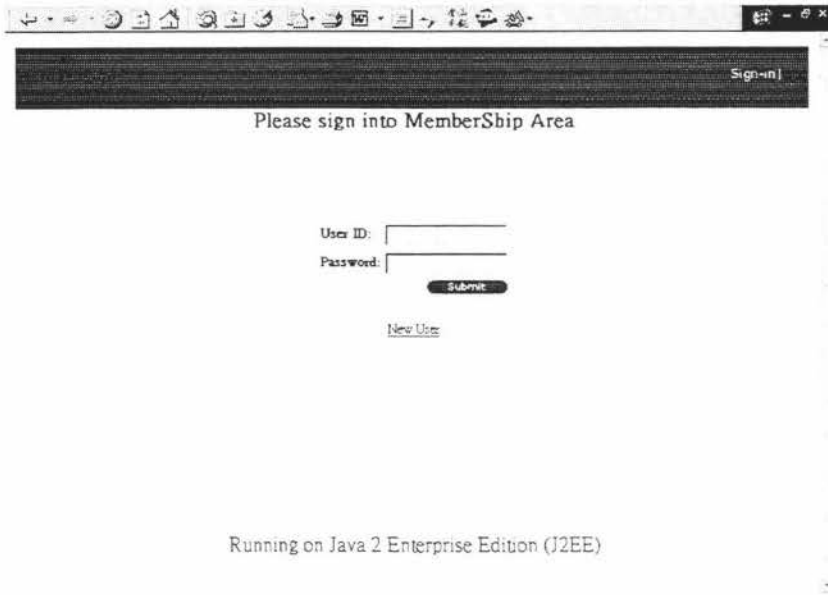 Sign-in|
Please sign into MemberShip Area
User ID:
Password:
Submit
New User
Running on Java 2 Enterprise Edition (J2EE)